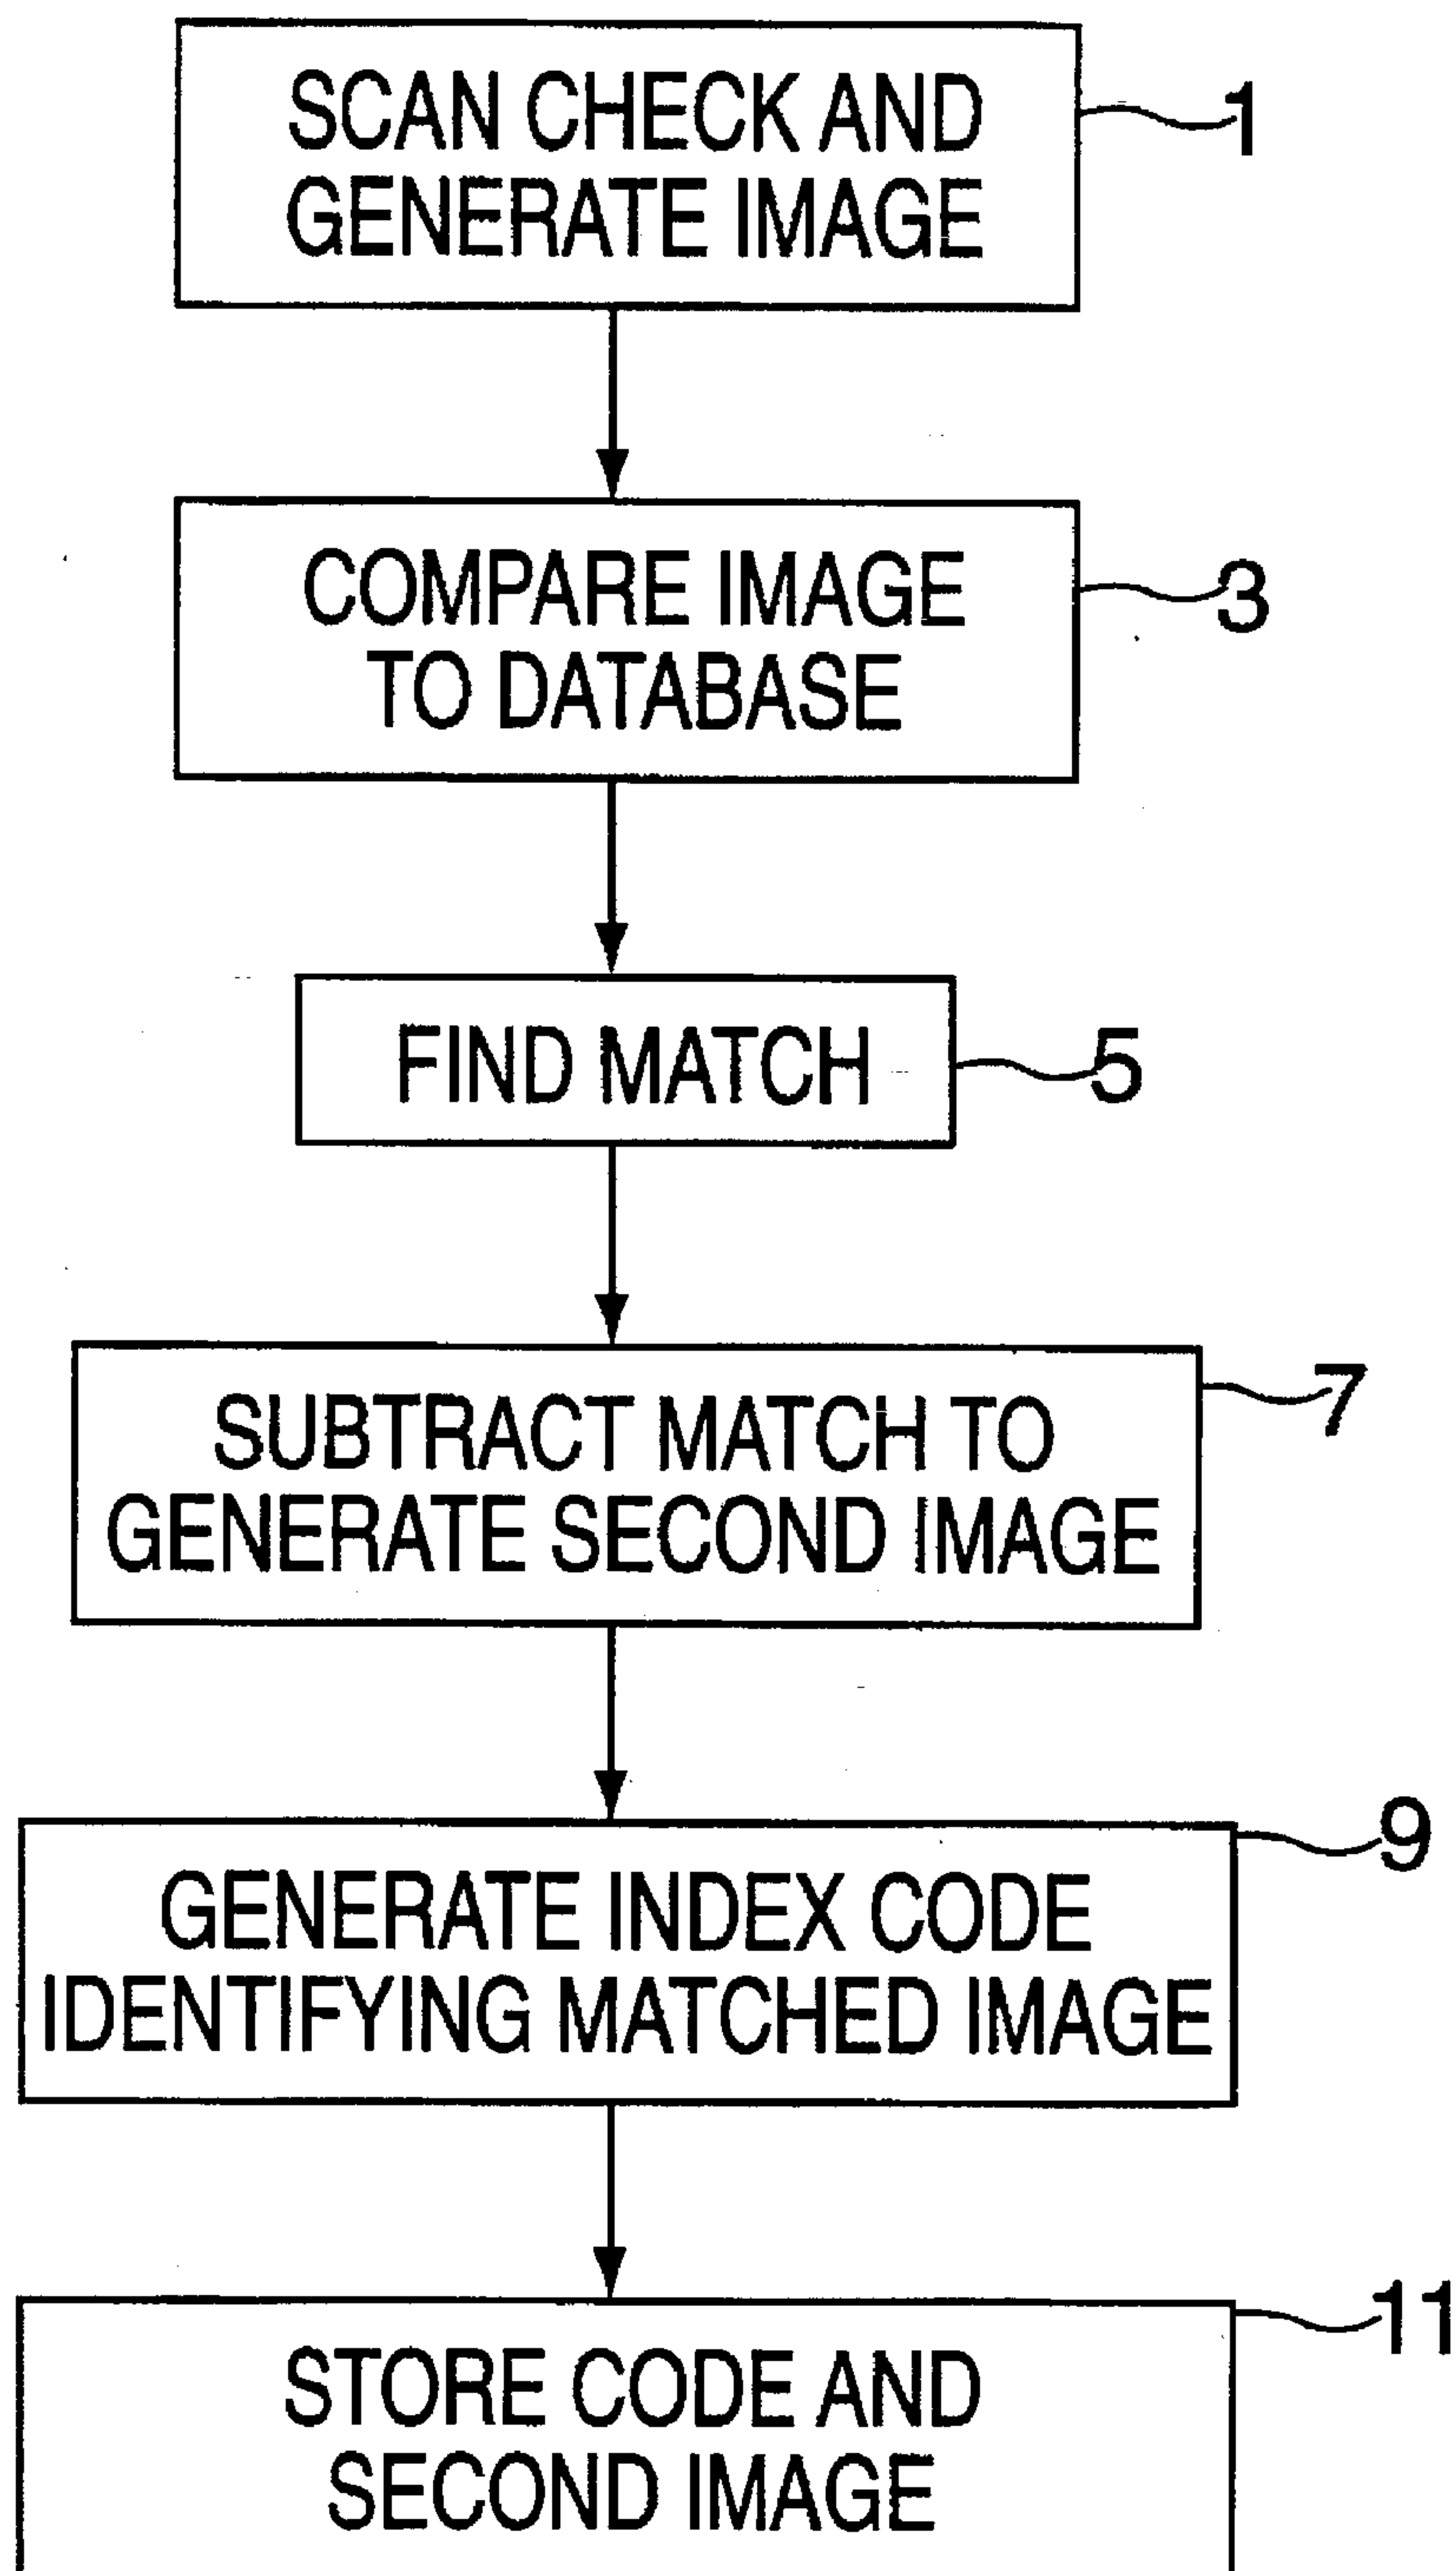 SCAN CHECK AND
GENERATE IMAGE
1
COMPARE IMAGE
TO DATABASE
3
FIND MATCH
5
SUBTRACT MATCH TO
GENERATE SECOND IMAGE
7
GENERATE INDEX CODE
IDENTIFYING MATCHED IMAGE
9
STORE CODE AND
SECOND IMAGE
11